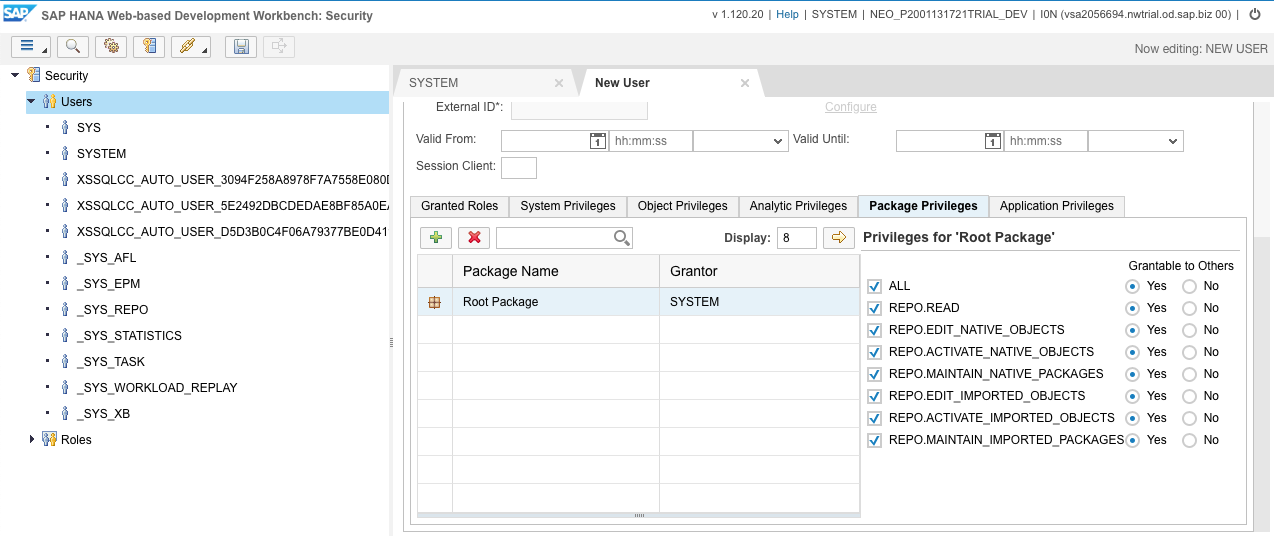 SAP SAP HANA Web-based Development Workbench: Security
v 1.120.20 | Help | SYSTEM | NEO_P2001131721TRIAL_DEV | I0N (vsa2056694.nwtrial.od.sap.biz 00) |
Now editing: NEW USER
Security
Users
SYS
SYSTEM
XSSQLCC_AUTO_USER_3094F258A8978F7A7558E080
XSSQLCC_AUTO_USER_5E2492DBCDEDAE8BF85A0EA
XSSQLCC_AUTO_USER_D5D3B0C4F06A79377BE0D41
_SYS_AFL
_SYS_EPM
_SYS_REPO
_SYS_STATISTICS
_SYS_TASK
_SYS_WORKLOAD_REPLAY
_SYS_XB
Roles
SYSTEM New User
External ID*: Configure
Valid From: 1 hh:mm:ss Valid Until: 1 hh:mm:ss
Session Client:
Granted Roles System Privileges Object Privileges Analytic Privileges Package Privileges Application Privileges
Display: 8
Package Name Grantor
Root Package SYSTEM
Privileges for 'Root Package'
Grantable to Others
ALL Yes No
REPO.READ Yes No
REPO.EDIT_NATIVE_OBJECTS Yes No
REPO.ACTIVATE_NATIVE_OBJECTS Yes No
REPO.MAINTAIN_NATIVE_PACKAGES Yes No
REPO.EDIT_IMPORTED_OBJECTS Yes No
REPO.ACTIVATE_IMPORTED_OBJECTS Yes No
REPO.MAINTAIN_IMPORTED_PACKAGES Yes No